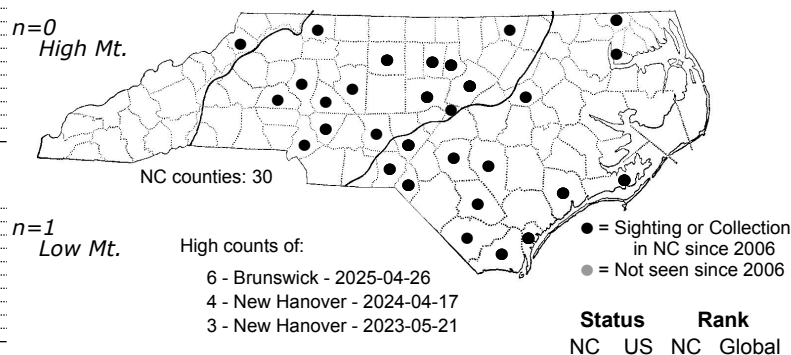 n=0
High Mt.
NC counties: 30
n=1
Low Mt.
High counts of:
6 - Brunswick - 2025-04-26
4 - New Hanover - 2024-04-17
3 - New Hanover - 2023-05-21
● = Sighting or Collection
in NC since 2006
● = Not seen since 2006
Status Rank
NC US NC Global